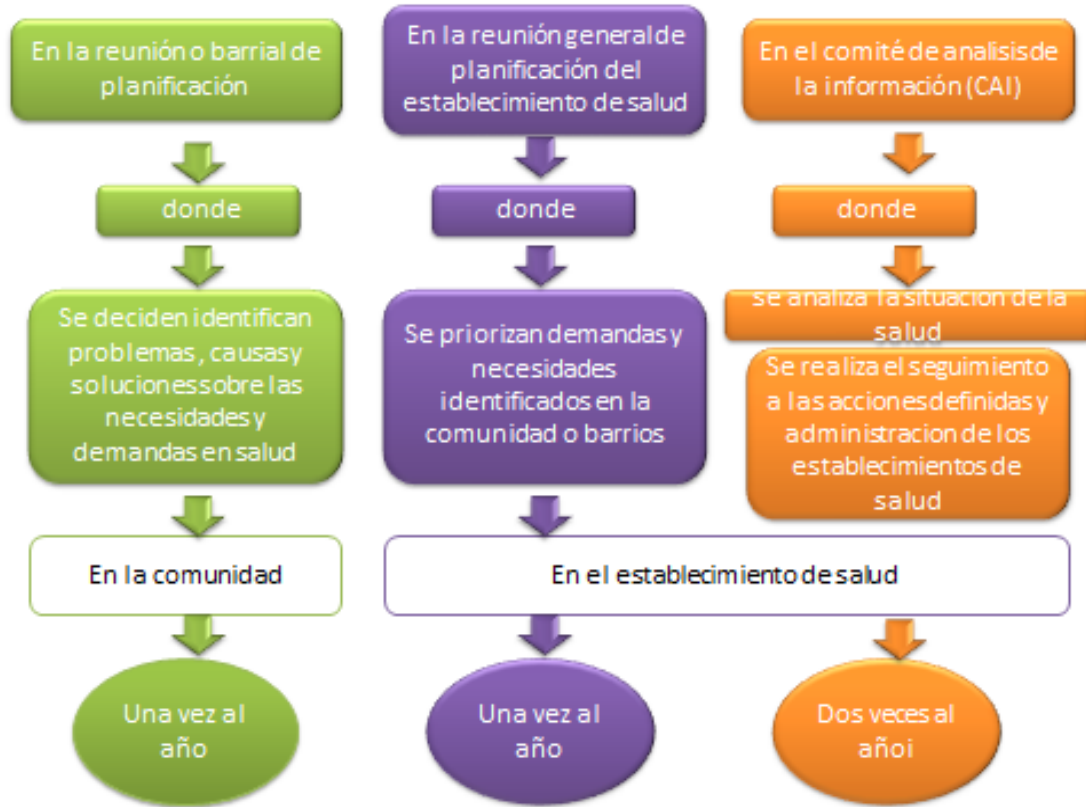 En la reunión o barrial de
planificación
donde
Se deciden identifican
problemas, causas y
soluciones sobre las
necesidades y
demandas en salud
En la comunidad
Una vez al
año
En la reunión general de
planificación del
establecimiento de salud
donde
Se priorizan demandas y
necesidades
identificados en la
comunidad o barrios
En el establecimiento de salud
Una vez al
año
En el comité de analisis de
la información (CAI)
donde
se analiza la situación de la
salud
Se realiza el seguimiento
a las acciones definidas y
administracion de los
establecimientos de
salud
Dos veces al
añoi